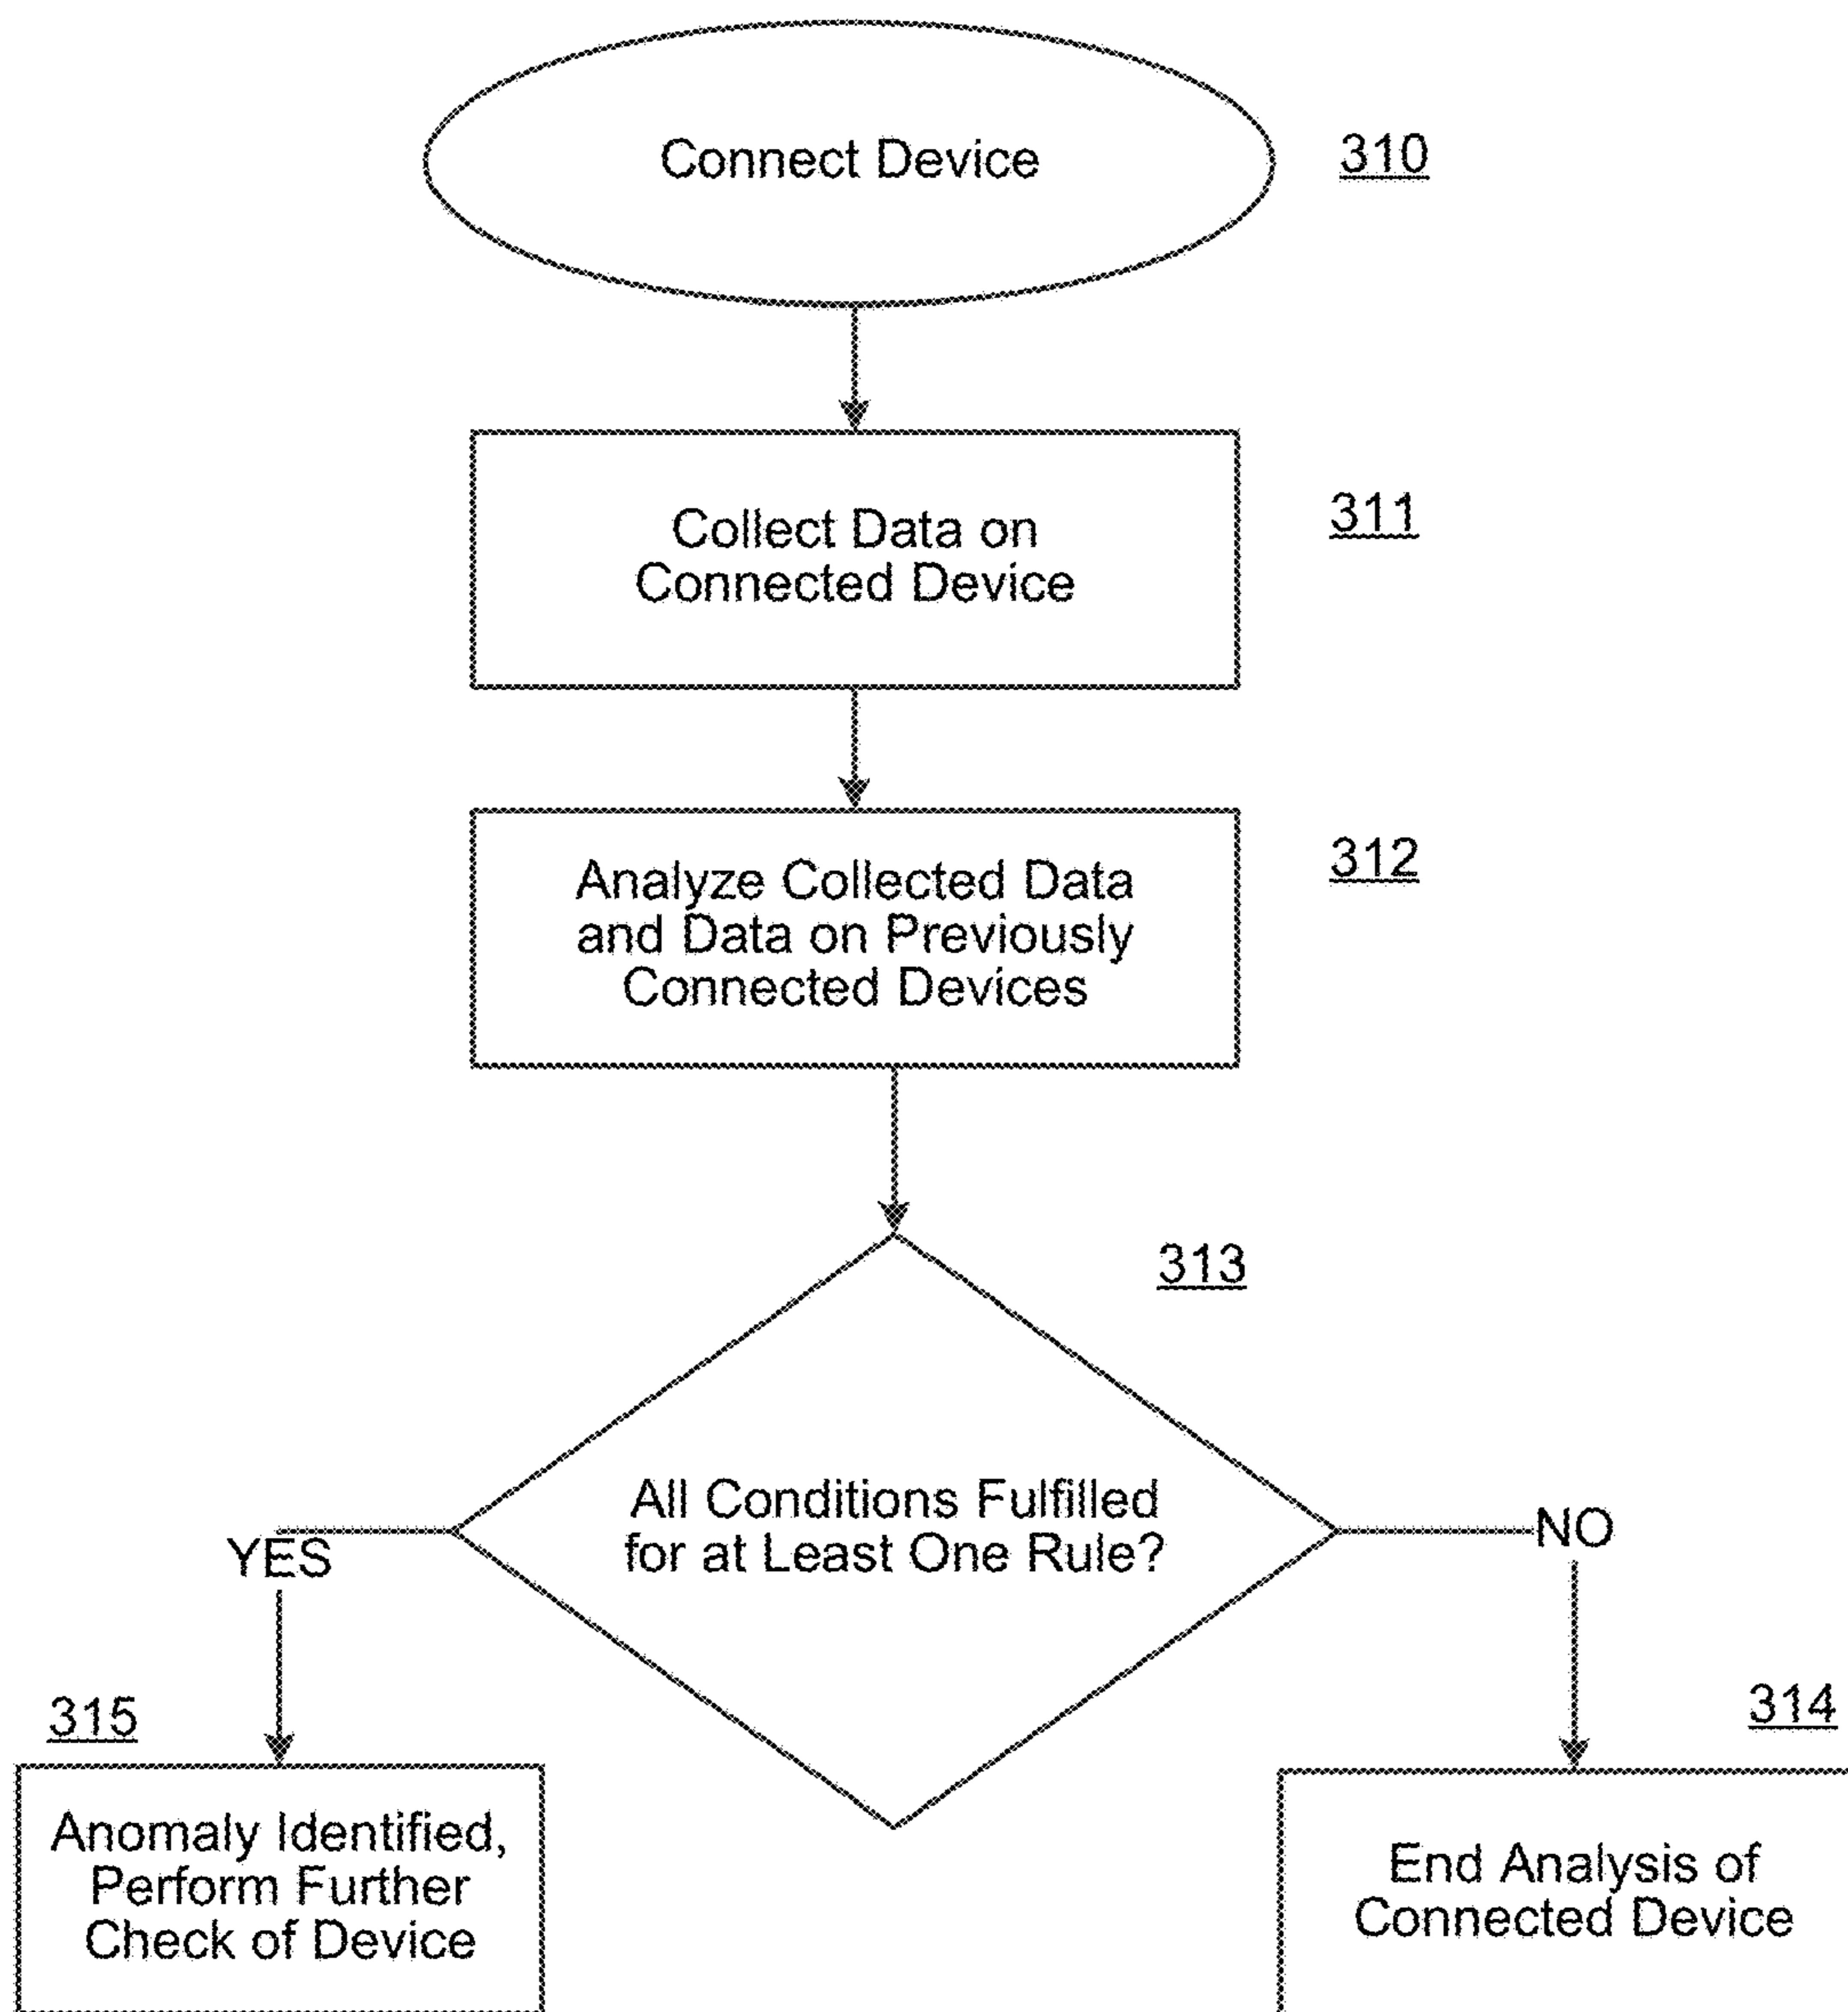 Connect Device
310
Collect Data on
Connected Device
311
Analyze Collected Data
and Data on Previously
Connected Devices
312
313
All Conditions Fulfilled
for at Least One Rule?
YES
NO
315
314
Anomaly Identified,
Perform Further
Check of Device
End Analysis of
Connected Device